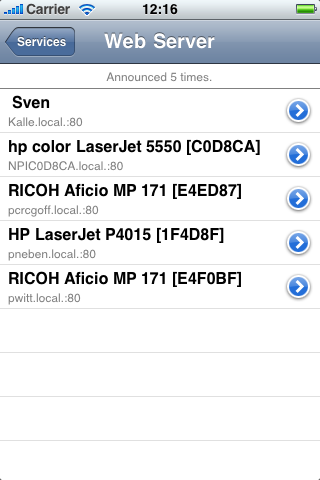 Carrier 12:16
Services Web Server
Announced 5 times.
Sven
Kalle.local.:80
hp color LaserJet 5550 [C0D8CA]
NPIC0D8CA.local.:80
RICOH Aficio MP 171 [E4ED87]
pcrcgoff.local.:80
HP LaserJet P4015 [1F4D8F]
pneben.local.:80
RICOH Aficio MP 171 [E4F0BF]
pwitt.local.:80